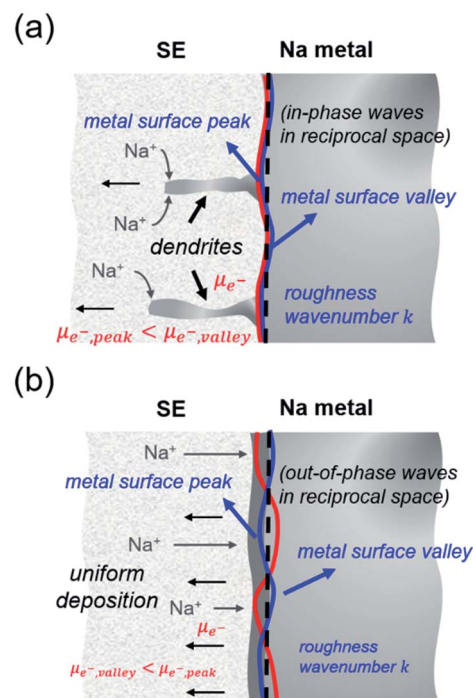 (a)
SE
Na metal
(in-phase waves
in reciprocal space)
metal surface peak
Na⁺
metal surface valley
Na⁺
dendrites
Na⁺
μₑ₋
roughness
wavenumber k
μₑ₋,peak < μₑ₋,valley
(b)
SE
Na metal
Na⁺
(out-of-phase waves
in reciprocal space)
metal surface peak
Na⁺
metal surface valley
uniform
deposition
Na⁺
μₑ₋
roughness
wavenumber k
μₑ₋,valley < μₑ₋,peak